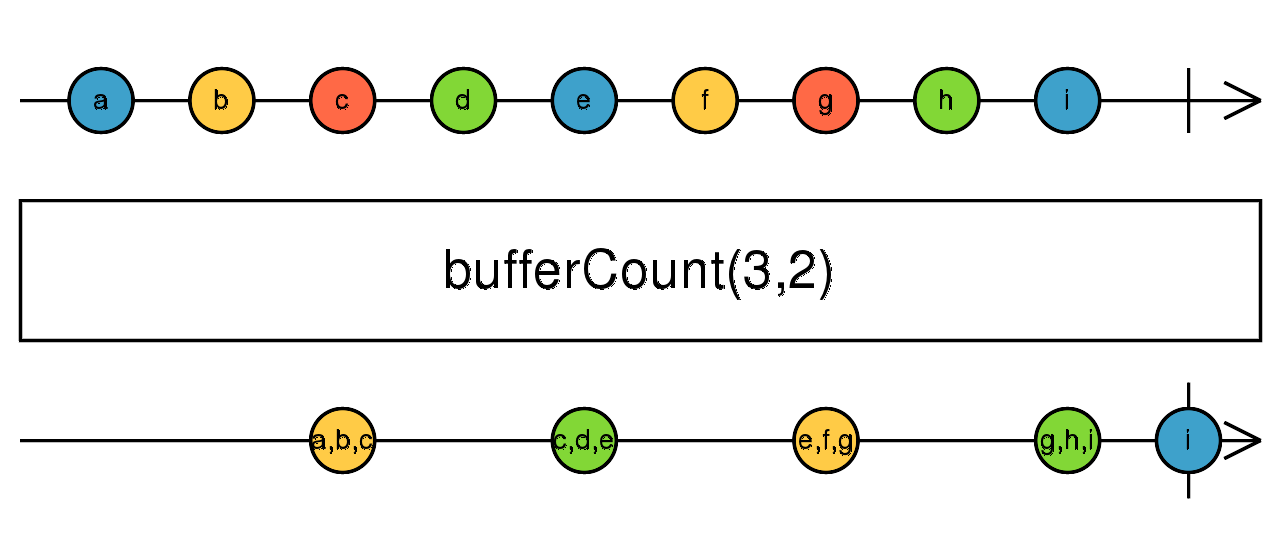 a b c d e f g h i
bufferCount(3,2)
a,b,c c,d,e e,f,g g,h,i i